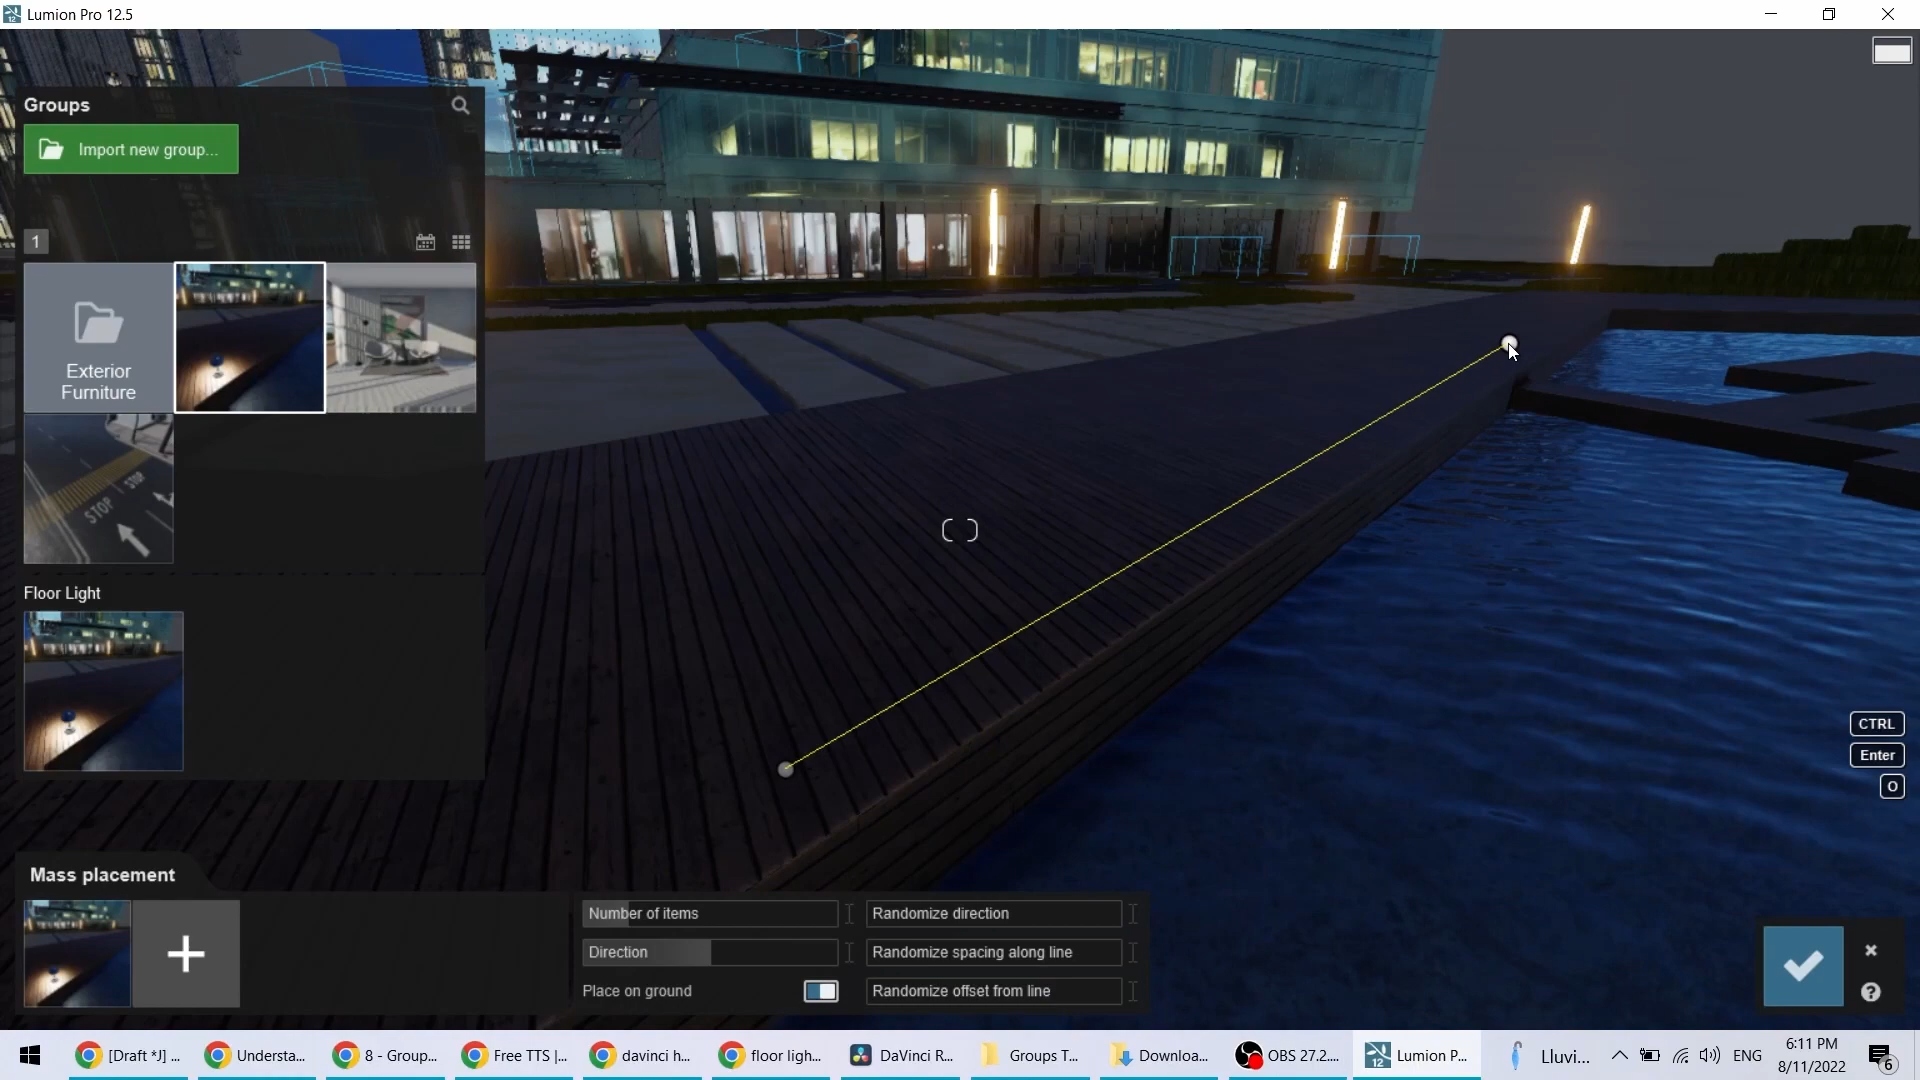 Lumion Pro 12.5
Groups
Import new group...
1
Exterior
Furniture
STOP
STOP
Floor Light
CTRL
Enter
O
Mass placement
Number of items
Randomize direction
Direction
Randomize spacing along line
Place on ground
Randomize offset from line
[Draft *J] ...
Understa...
8 - Group...
Free TTS |...
davinci h...
floor ligh...
DaVinci R...
Groups T...
Downloa...
OBS 27.2....
12
Lumion P...
Lluvi...
ENG
6:11 PM
8/11/2022
6